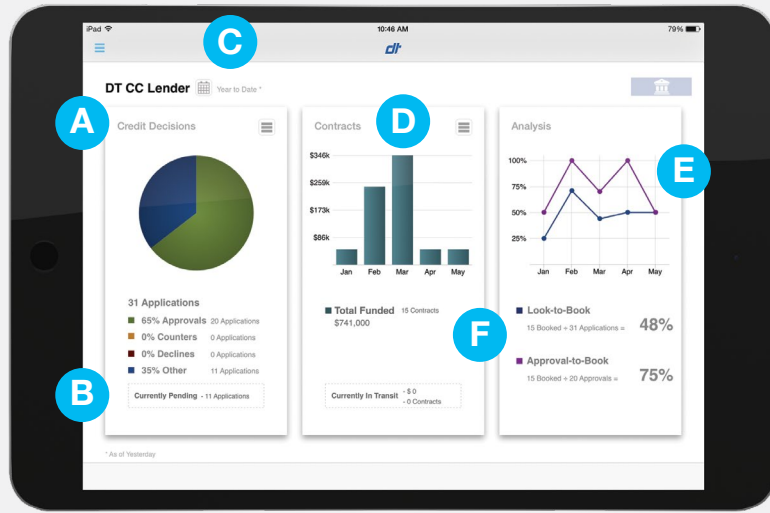 iPad
10:46 AM
79%
C
dt
DT CC Lender
Year to Date *
A
Credit Decisions
31 Applications
65% Approvals 20 Applications
0% Counters 0 Applications
0% Declines 0 Applications
35% Other 11 Applications
B
Currently Pending - 11 Applications
D
Contracts
$346k
$259k
$173k
$86k
Jan Feb Mar Apr May
Total Funded 15 Contracts
$741,000
Currently In Transit - $ 0
- 0 Contracts
Analysis
E
100%
75%
50%
25%
Jan Feb Mar Apr May
F
Look-to-Book
15 Booked ÷ 31 Applications = 48%
Approval-to-Book
15 Booked ÷ 20 Approvals = 75%
* As of Yesterday